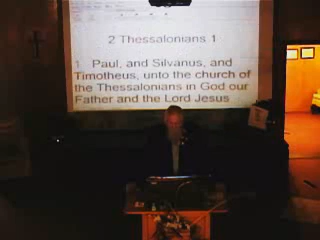 2 Thessalonians 1
1 Paul, and Silvanus, and
Timotheus, unto the church of
the Thessalonians in God our
Father and the Lord Jesus